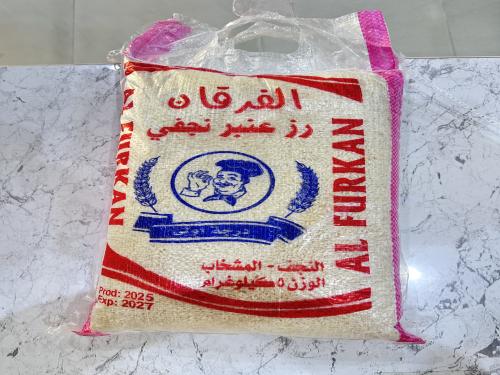 الفرقان
رز عنبر نجفي
AL FURKAN
AL FURKAN
درجة اولى
النجف - المشخاب
الوزن ٥ كيلوغرام
Prod: 2025
Exp: 2027